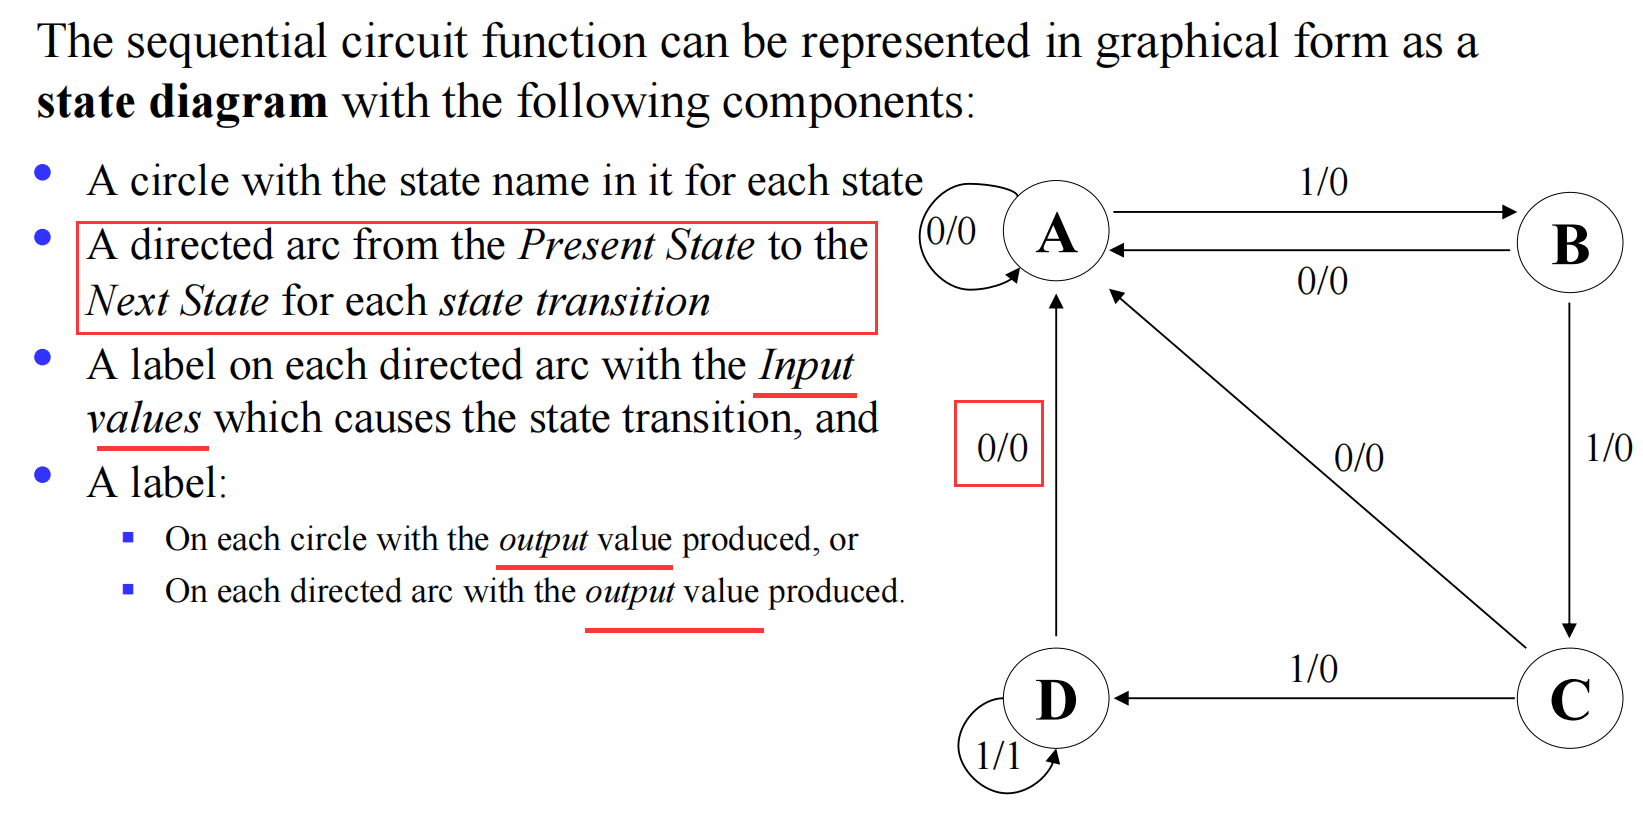 The sequential circuit function can be represented in graphical form as a
state diagram with the following components:
A circle with the state name in it for each state
A directed arc from the Present State to the
Next State for each state transition
A label on each directed arc with the Input
values which causes the state transition, and
A label:
On each circle with the output value produced, or
On each directed arc with the output value produced.
1/0
0/0
A
B
0/0
0/0
0/0
1/0
1/0
D
C
1/1